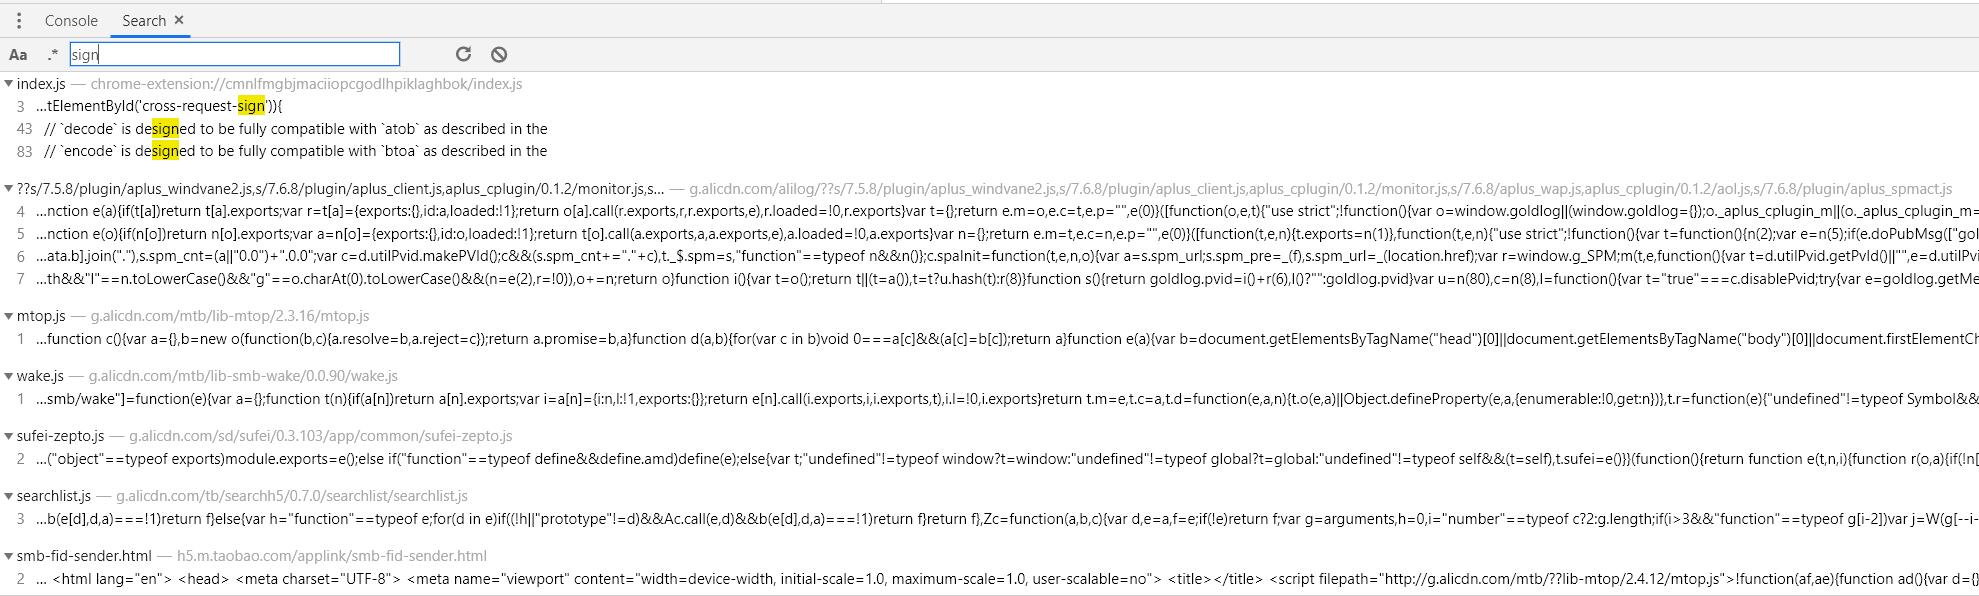 Console Search ×
Aa .* sign
index.js — chrome-extension://cmnlfmgbjmaciiopcgodlhpiklaghbok/index.js
3 ...tElementById('cross-request-sign')){
43 // `decode` is designed to be fully compatible with `atob` as described in the
83 // `encode` is designed to be fully compatible with `btoa` as described in the
??s/7.5.8/plugin/aplus_windvane2.js,s/7.6.8/plugin/aplus_client.js,aplus_cplugin/0.1.2/monitor.js,s... — g.alicdn.com/alilog/??s/7.5.8/plugin/aplus_windvane2.js,s/7.6.8/plugin/aplus_client.js,aplus_cplugin/0.1.2/monitor.js,s/7.6.8/aplus_wap.js,aplus_cplugin/0.1.2/aol.js,s/7.6.8/plugin/aplus_spmact.js
4 ...nction e(a){if(t[a])return t[a].exports;var r=t[a]={exports:{},id:a,loaded:!1};return o[a].call(r.exports,r,r.exports,e),r.loaded=!0,r.exports}var t={};return e.m=o,e.c=t,e.p="",e(0)}([function(o,e,t){"use strict";!function(){var o=window.goldlog||(window.goldlog={});o._aplus_cplugin_m||(o._aplus_cplugin_m=
5 ...nction e(o){if(n[o])return n[o].exports;var a=n[o]={exports:{},id:o,loaded:!1};return t[o].call(a.exports,a,a.exports,e),a.loaded=!0,a.exports}var n={};return e.m=t,e.c=n,e.p="",e(0)}([function(t,e,n){t.exports=n(1)},function(t,e,n){"use strict";!function(){var t=function(){n(2);var e=n(5);if(e.doPubMsg(["gol
6 ...ata.b].join("."),s.spm_cnt=(a||"0.0")+".0.0";var c=d.utilPvid.makePVId();c&&(s.spm_cnt+="."+c),t._$.spm=s,"function"==typeof n&&n()};c.spaInit=function(t,e,n,o){var a=s.spm_url;s.spm_pre=_(f),s.spm_url=_(location.href);var r=window.g_SPM;m(t,e,function(){var t=d.utilPvid.getPvId()||"",e=d.utilPvi
7 ...th&&"l"==n.toLowerCase()&&"g"==o.charAt(0).toLowerCase()&&(n=e(2),r=!0)),o+=n;return o}function i(){var t=o();return t||(t=a()),t=t?u.hash(t):r(8)}function s(){return goldlog.pvid=i()+r(6),l()?"":goldlog.pvid}var u=n(80),c=n(8),l=function(){var t="true"===c.disablePvid;try{var e=goldlog.getMe
mtop.js — g.alicdn.com/mtb/lib-mtop/2.3.16/mtop.js
1 ...function c(){var a={},b=new o(function(b,c){a.resolve=b,a.reject=c});return a.promise=b,a}function d(a,b){for(var c in b)void 0===a[c]&&(a[c]=b[c]);return a}function e(a){var b=document.getElementsByTagName("head")[0]||document.getElementsByTagName("body")[0]||document.firstElementCh
wake.js — g.alicdn.com/mtb/lib-smb-wake/0.0.90/wake.js
1 ...smb/wake"]=function(e){var a={};function t(n){if(a[n])return a[n].exports;var i=a[n]={i:n,l:!1,exports:{}};return e[n].call(i.exports,i,i.exports,t),i.l=!0,i.exports}return t.m=e,t.c=a,t.d=function(e,a,n){t.o(e,a)||Object.defineProperty(e,a,{enumerable:!0,get:n})},t.r=function(e){"undefined"!=typeof Symbol&&
sufei-zepto.js — g.alicdn.com/sd/sufei/0.3.103/app/common/sufei-zepto.js
2 ...("object"==typeof exports)module.exports=e();else if("function"==typeof define&&define.amd)define(e);else{var t;"undefined"!=typeof window?t=window:"undefined"!=typeof global?t=global:"undefined"!=typeof self&&(t=self),t.sufei=e()}}(function(){return function e(t,n,i){function r(o,a){if(!n[
searchlist.js — g.alicdn.com/tb/searchh5/0.7.0/searchlist/searchlist.js
3 ...b(e[d],d,a)===!1)return f}else{var h="function"==typeof e;for(d in e)if((!h||"prototype"!=d)&&Ac.call(e,d)&&b(e[d],d,a)===!1)return f}return f},Zc=function(a,b,c){var d,e=a,f=e;if(!e)return f;var g=arguments,h=0,i="number"==typeof c?2:g.length;if(i>3&&"function"==typeof g[i-2])var j=W(g[--i-
smb-fid-sender.html — h5.m.taobao.com/applink/smb-fid-sender.html
2 ... <html lang="en"> <head> <meta charset="UTF-8"> <meta name="viewport" content="width=device-width, initial-scale=1.0, maximum-scale=1.0, user-scalable=no"> <title></title> <script filepath="http://g.alicdn.com/mtb/??lib-mtop/2.4.12/mtop.js">!function(af,ae){function ad(){var d={}